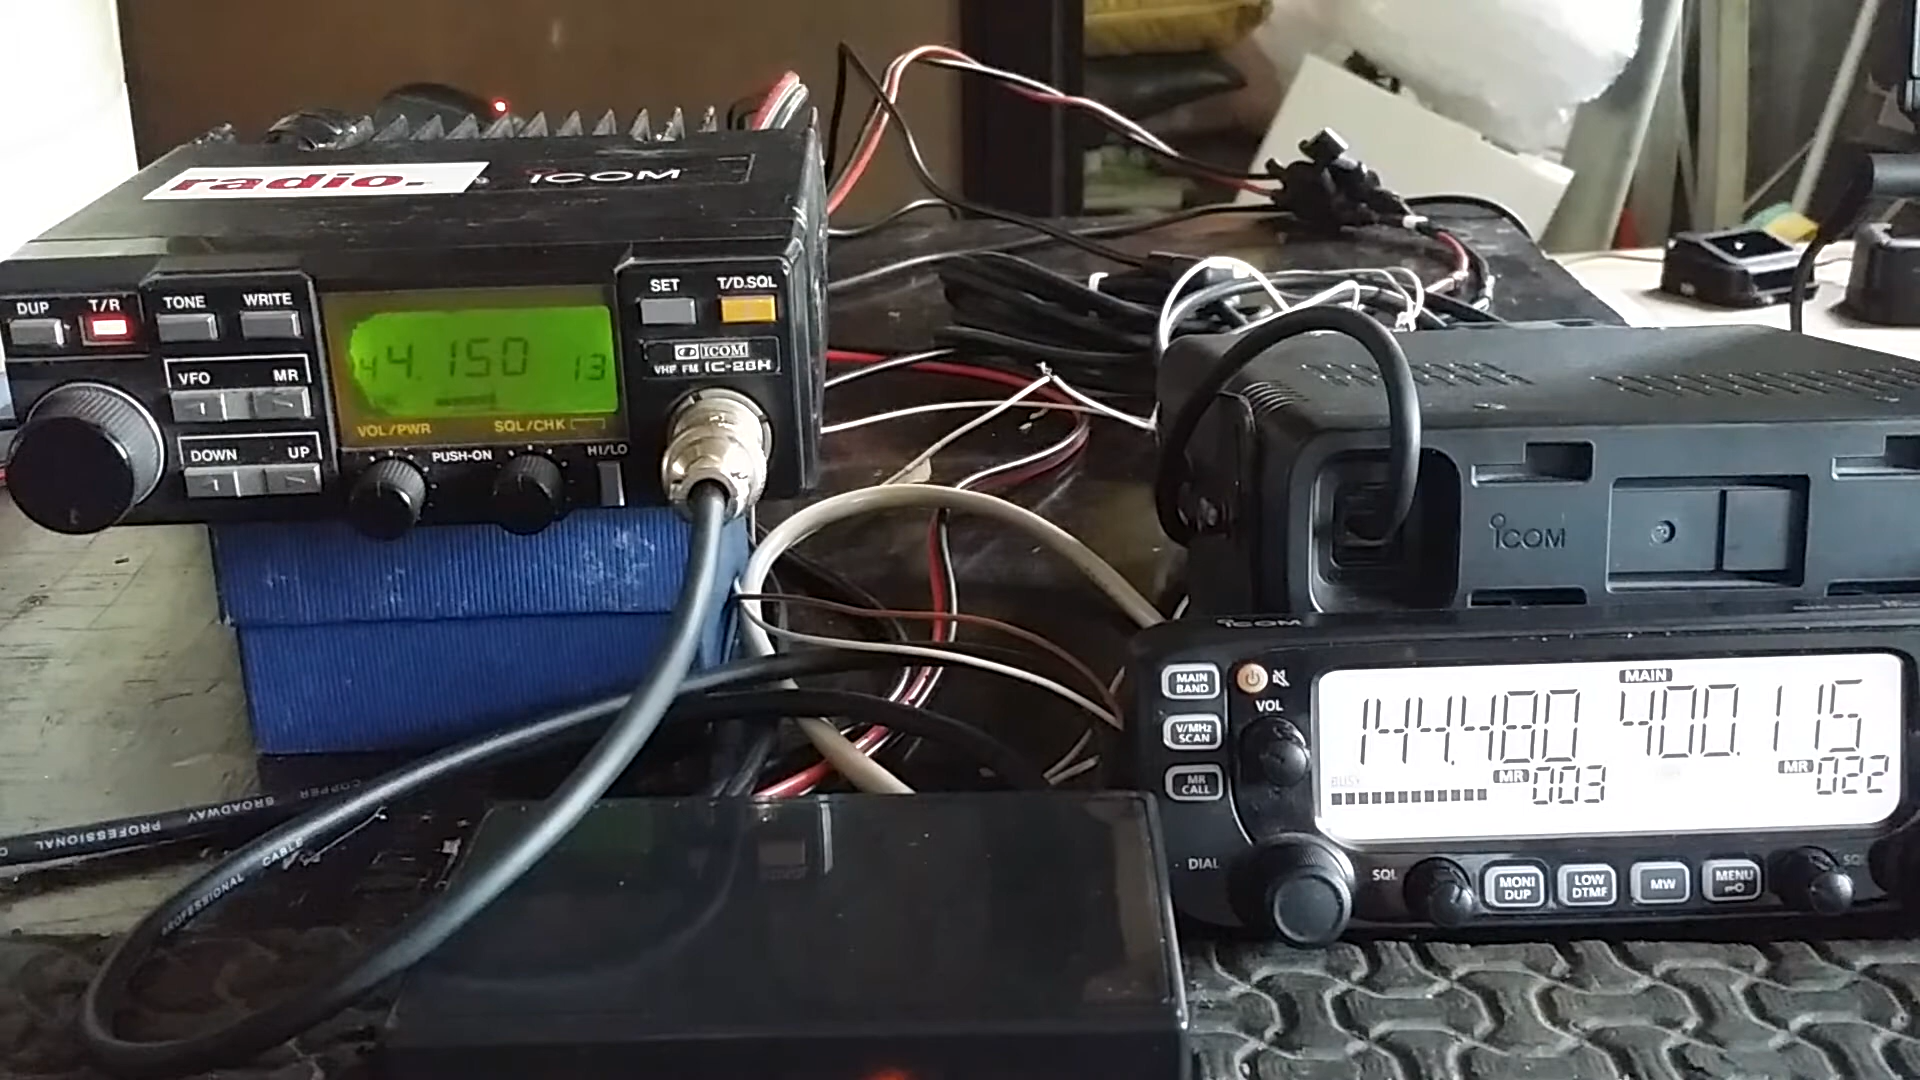 radio.
ICOM
DUP
T/R
TONE
WRITE
SET
T/D.SQL
44.150
13
ICOM
VHF FM IC-28H
VFO
MR
VOL/PWR
SQL/CHK
DOWN
UP
PUSH-ON
HI/LO
ICOM
ICOM
MAIN BAND
VOL
MAIN
144.480
400.115
V/MHz SCAN
BUSY
MR 003
MR 022
MR CALL
DIAL
SQL
MONI DUP
LOW DTMF
MW
MENU
PROFESSIONAL BROADWAY COPPER
PROFESSIONAL CABLE